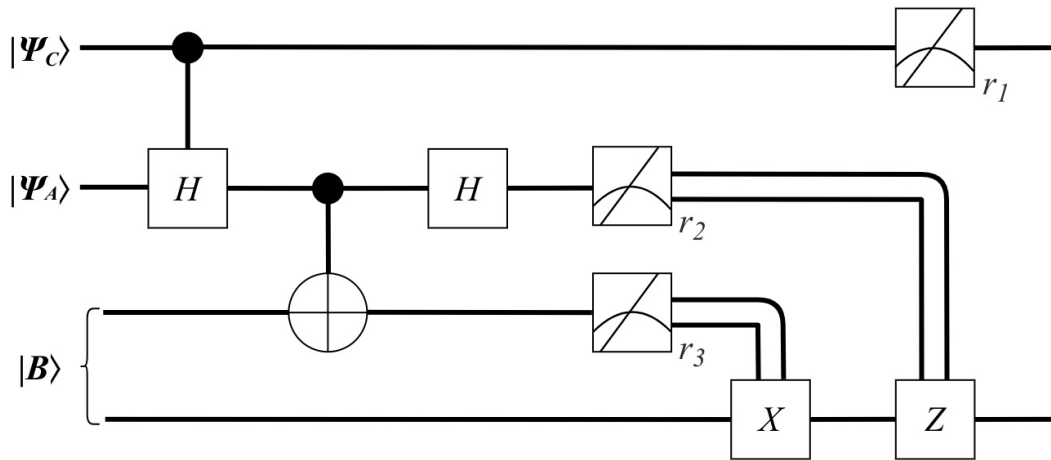 |Ψ_C⟩
r_1
|Ψ_A⟩ H H
r_2
|B⟩
r_3
X Z